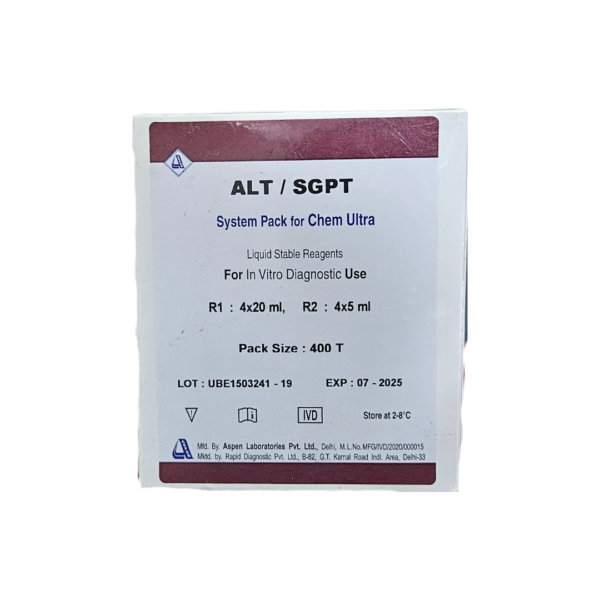 ALT / SGPT
System Pack for Chem Ultra
Liquid Stable Reagents
For In Vitro Diagnostic Use
R1 : 4x20 ml, R2 : 4x5 ml
Pack Size : 400 T
LOT : UBE1503241 - 19 EXP : 07 - 2025
IVD Store at 2-8°C
Mfd. By. Aspen Laboratories Pvt. Ltd., Delhi, M.L.No.MFG/IVD/2020/000015
Mktd. by. Rapid Diagnostic Pvt. Ltd., B-82, G.T. Karnal Road Indl. Area, Delhi-33